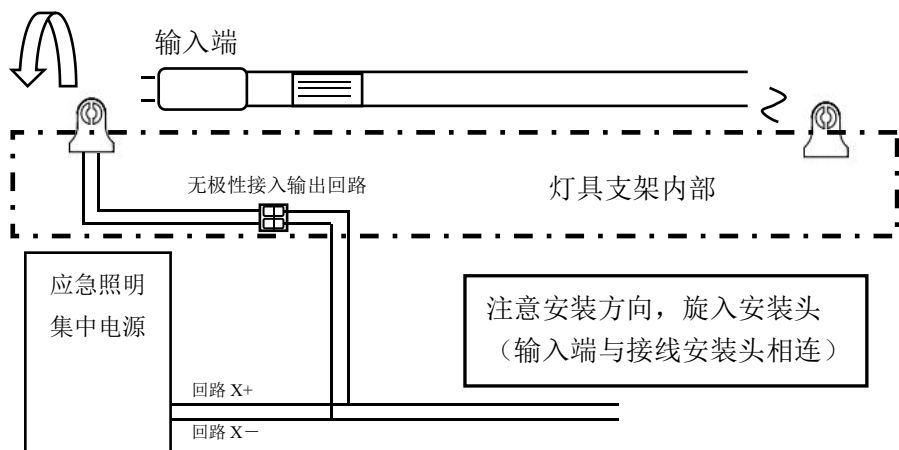 输入端
无极性接入输出回路
灯具支架内部
应急照明
集中电源
注意安装方向，旋入安装头
（输入端与接线安装头相连）
回路 X+
回路 X－